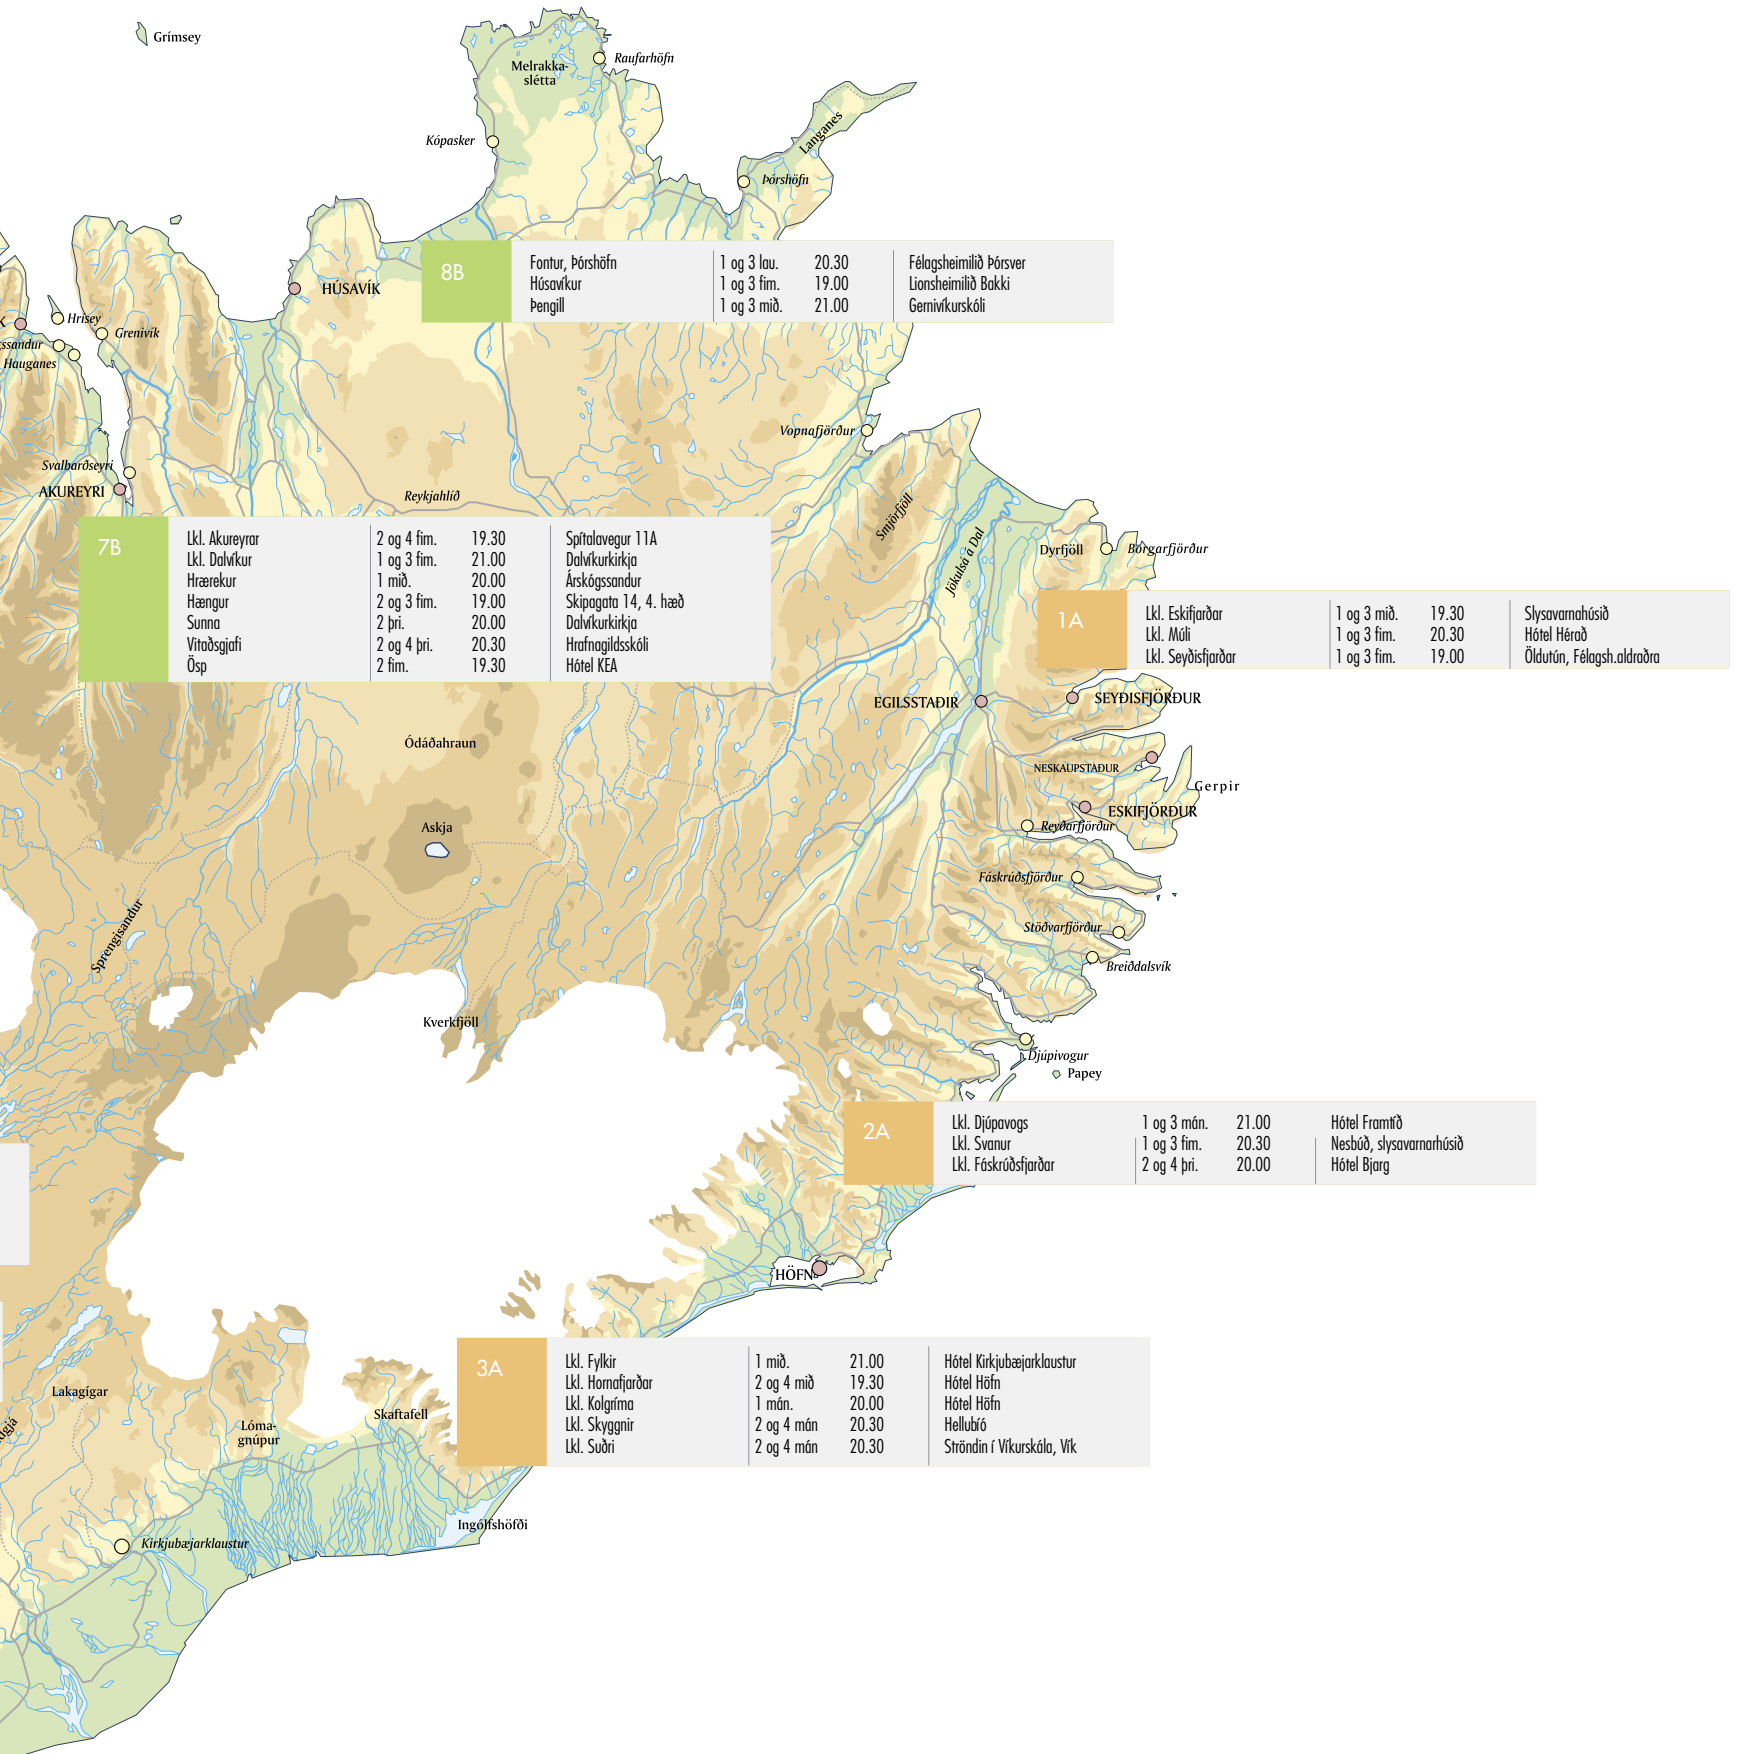 Grímsey
Melrakka-
slétta
Raufarhöfn
Kópasker
Langanes
Þórshöfn
HÚSAVÍK
8B
Fontur, Þórshöfn 1 og 3 lau. 20.30 Félagsheimilið Þórsver
Húsavíkur 1 og 3 fim. 19.00 Lionsheimilið Bakki
Þengill 1 og 3 mið. 21.00 Gernivíkurskóli
K
Hrísey
Grenivík
ssandur
Hauganes
Vopnafjörður
Svalbarðseyri
AKUREYRI
Reykjahlíð
Smjörfjöll
Jökulsá á Dal
Dyrfjöll
Borgarfjörður
7B
Lkl. Akureyrar 2 og 4 fim. 19.30 Spítalavegur 11A
Lkl. Dalvíkur 1 og 3 fim. 21.00 Dalvíkurkirkja
Hrærekur 1 mið. 20.00 Árskógssandur
Hængur 2 og 3 fim. 19.00 Skipagata 14, 4. hæð
Sunna 2 þri. 20.00 Dalvíkurkirkja
Vitaðsgjafi 2 og 4 þri. 20.30 Hrafnagildsskóli
Ösp 2 fim. 19.30 Hótel KEA
1A
Lkl. Eskifjarðar 1 og 3 mið. 19.30 Slysavarnahúsið
Lkl. Múli 1 og 3 fim. 20.30 Hótel Hérað
Lkl. Seyðisfjarðar 1 og 3 fim. 19.00 Öldutún, Félagsh.aldraðra
EGILSSTAÐIR
SEYÐISFJÖRÐUR
Ódáðahraun
NESKAUPSTAÐUR
Gerpir
ESKIFJÖRÐUR
Reyðarfjörður
Askja
Fáskrúðsfjörður
Sprengisandur
Stöðvarfjörður
Breiðdalsvík
Kverkfjöll
Djúpivogur
Papey
2A
Lkl. Djúpavogs 1 og 3 mán. 21.00 Hótel Framtíð
Lkl. Svanur 1 og 3 fim. 20.30 Nesbúð, slysavarnarhúsið
Lkl. Fáskrúðsfjarðar 2 og 4 þri. 20.00 Hótel Bjarg
HÖFN
3A
Lkl. Fylkir 1 mið. 21.00 Hótel Kirkjubæjarklaustur
Lkl. Hornafjarðar 2 og 4 mið 19.30 Hótel Höfn
Lkl. Kolgríma 1 mán. 20.00 Hótel Höfn
Lkl. Skyggnir 2 og 4 mán 20.30 Hellubíó
Lkl. Suðri 2 og 4 mán 20.30 Ströndin í Víkurskála, Vík
Lakagígar
Lóma-
gnúpur
Skaftafell
dgjá
Ingólfshöfði
Kirkjubæjarklaustur